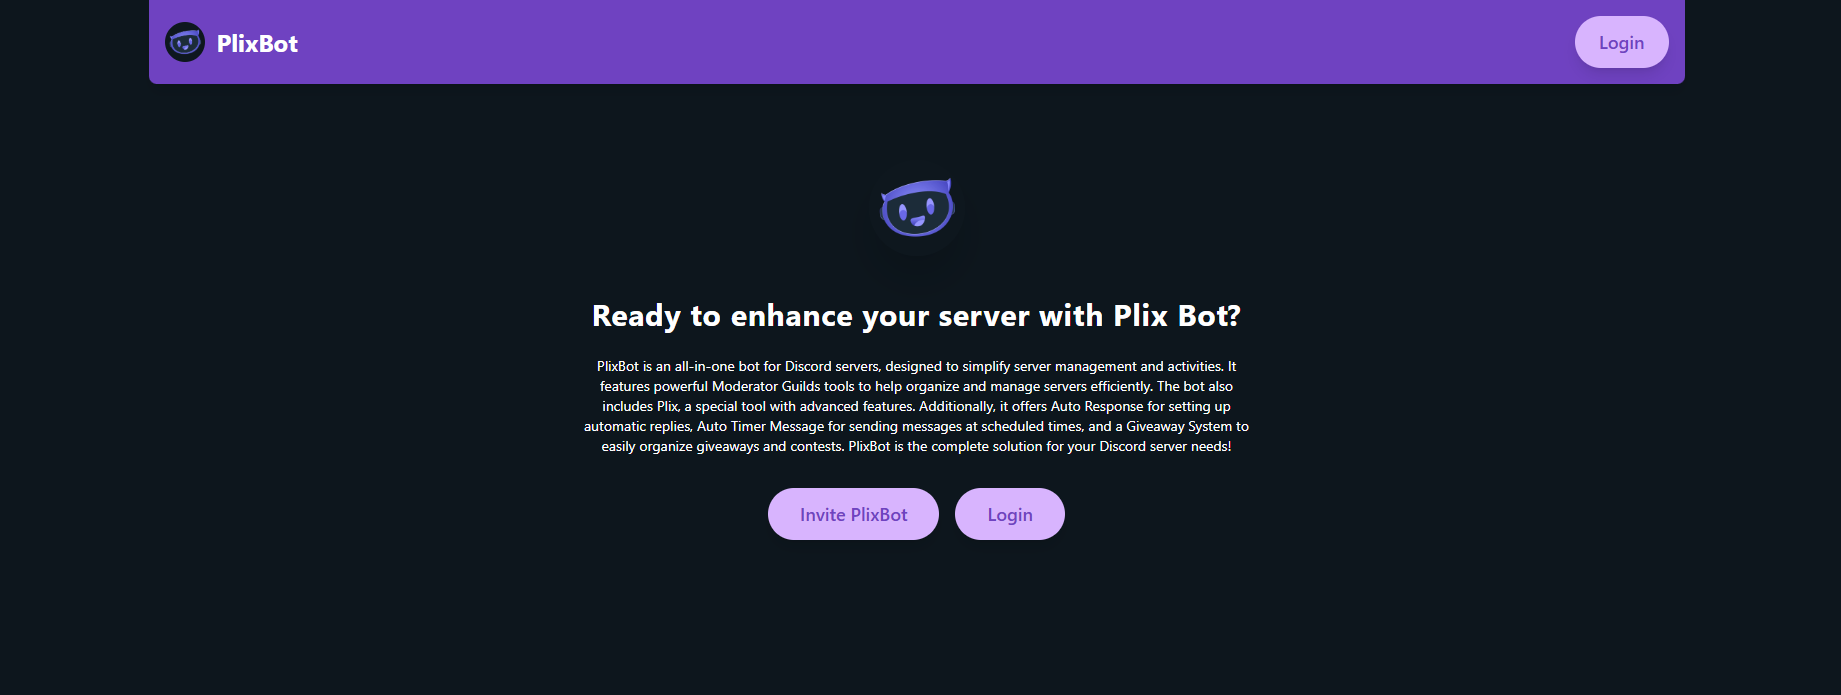 PlixBot
Login
Ready to enhance your server with Plix Bot?
PlixBot is an all-in-one bot for Discord servers, designed to simplify server management and activities. It
features powerful Moderator Guilds tools to help organize and manage servers efficiently. The bot also
includes Plix, a special tool with advanced features. Additionally, it offers Auto Response for setting up
automatic replies, Auto Timer Message for sending messages at scheduled times, and a Giveaway System to
easily organize giveaways and contests. PlixBot is the complete solution for your Discord server needs!
Invite PlixBot
Login